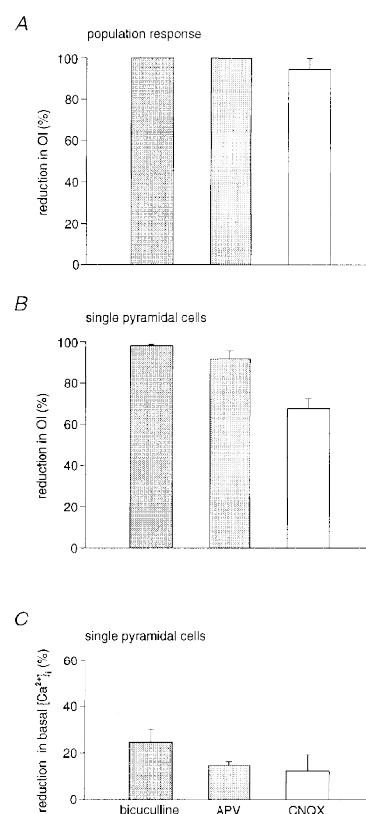 A
population response
100
80
60
40
20
0
reduction in OI (%)
B
single pyramidal cells
100
80
60
40
20
0
reduction in OI (%)
C
single pyramidal cells
60
40
20
0
reduction in basal [Ca²⁺]i (%)
bicuculline APV CNQX